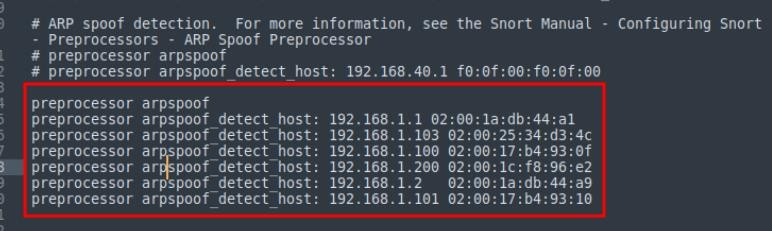 # ARP spoof detection.  For more information, see the Snort Manual - Configuring Snort
- Preprocessors - ARP Spoof Preprocessor
# preprocessor arpspoof
# preprocessor arpspoof_detect_host: 192.168.40.1 f0:0f:00:f0:0f:00
preprocessor arpspoof
preprocessor arpspoof_detect_host: 192.168.1.1 02:00:1a:db:44:a1
preprocessor arpspoof_detect_host: 192.168.1.103 02:00:25:34:d3:4c
preprocessor arpspoof_detect_host: 192.168.1.100 02:00:17:b4:93:0f
preprocessor arpspoof_detect_host: 192.168.1.200 02:00:1c:f8:96:e2
preprocessor arpspoof_detect_host: 192.168.1.2   02:00:1a:db:44:a9
preprocessor arpspoof_detect_host: 192.168.1.101 02:00:17:b4:93:10